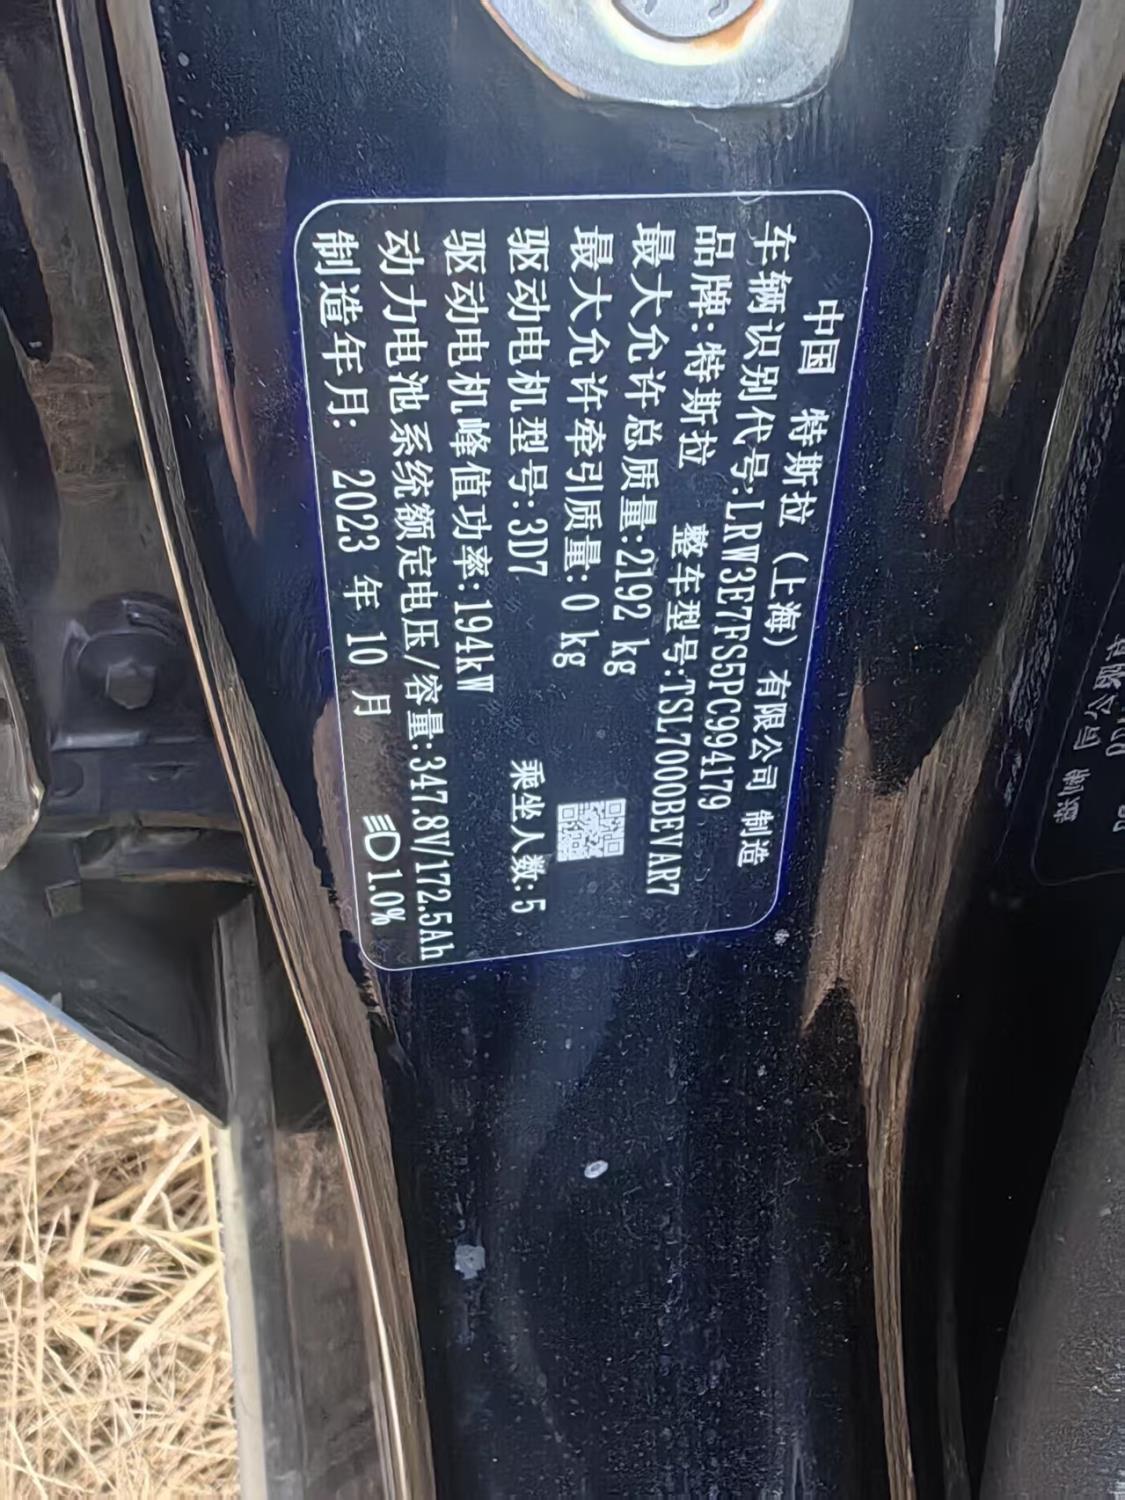 中国 特斯拉(上海)有限公司 制造
车辆识别代号:LRW3E7FS5PC994179
品牌:特斯拉 整车型号:TSL7000BEVAR7
最大允许总质量:2192 kg
最大允许牵引质量:0 kg
驱动电机型号:3D7 乘坐人数:5
驱动电机峰值功率:194kW
动力电池系统额定电压/容量:347.8V/172.5Ah
制造年月: 2023 年 10 月 1.0%